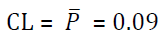 CL = P̅ = 0.09